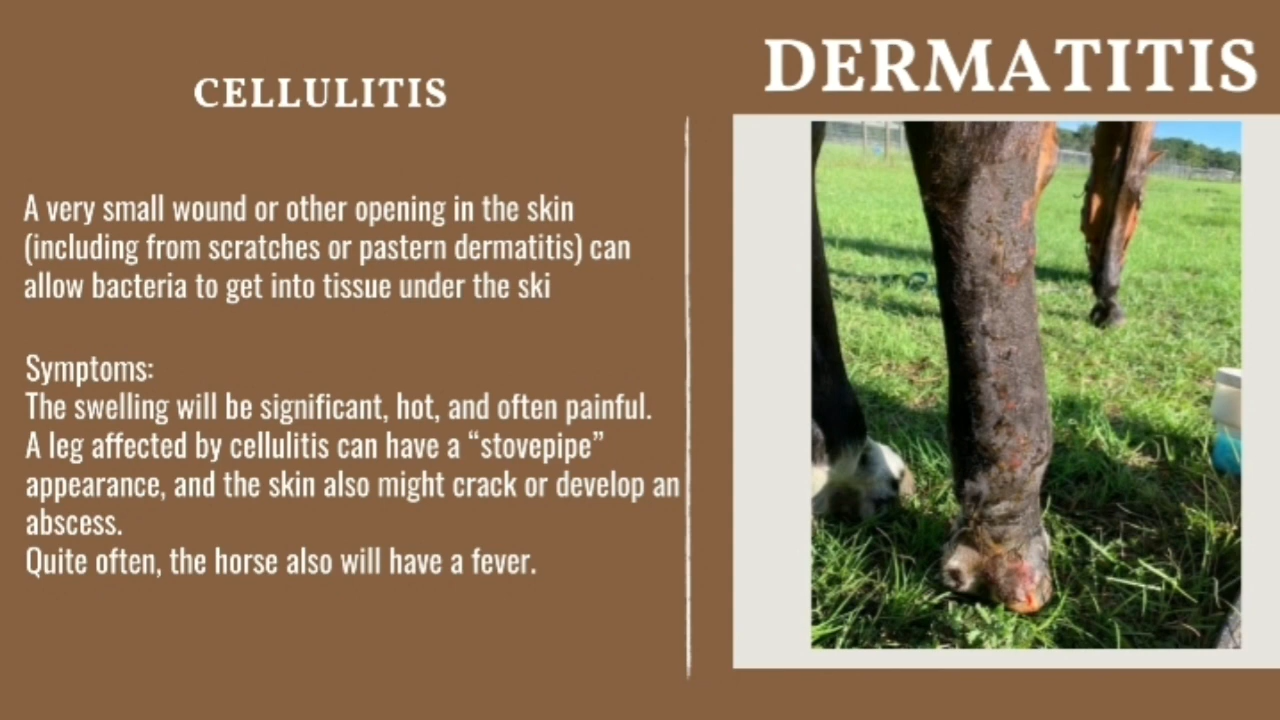 CELLULITIS
A very small wound or other opening in the skin
(including from scratches or pastern dermatitis) can
allow bacteria to get into tissue under the ski
Symptoms:
The swelling will be significant, hot, and often painful.
A leg affected by cellulitis can have a “stovepipe”
appearance, and the skin also might crack or develop an
abscess.
Quite often, the horse also will have a fever.
DERMATITIS